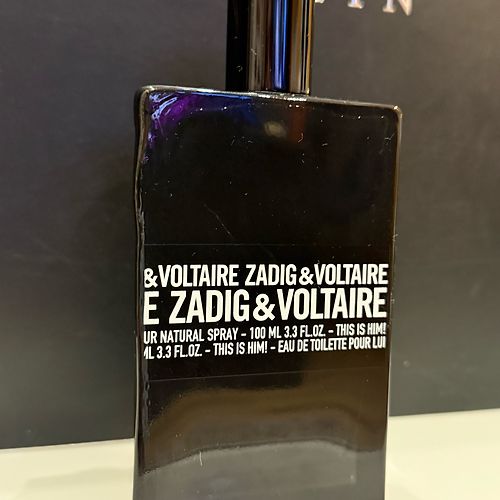 &VOLTAIRE ZADIG&VOLTAIRE
E ZADIG&VOLTAIRE
UR NATURAL SPRAY - 100 ML 3.3 FL.OZ. - THIS IS HIM!
ML 3.3 FL.OZ. - THIS IS HIM! - EAU DE TOILETTE POUR LUI